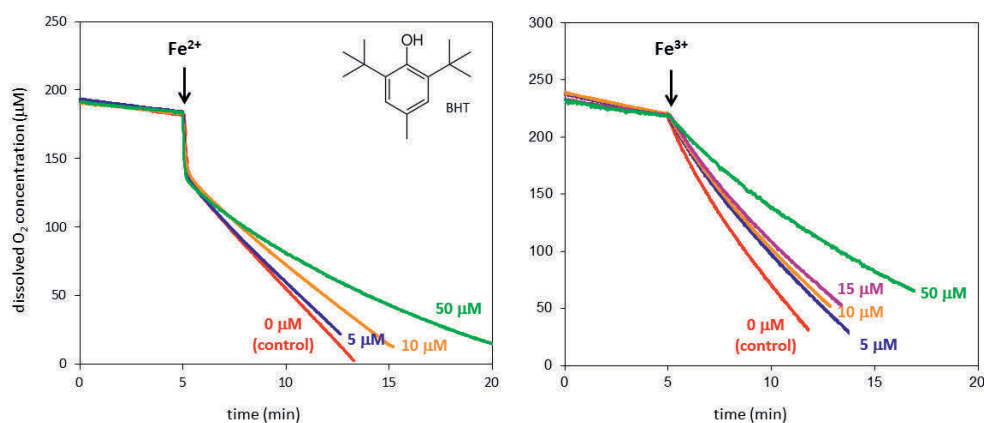 dissolved O₂ concentration (µM)
250
200
150
100
50
0
Fe²⁺
OH
BHT
0 µM
(control)
5 µM
10 µM
50 µM
0
5
10
15
20
time (min)
300
250
200
150
100
50
0
Fe³⁺
15 µM
10 µM
5 µM
50 µM
0 µM
(control)
0
5
10
15
20
time (min)